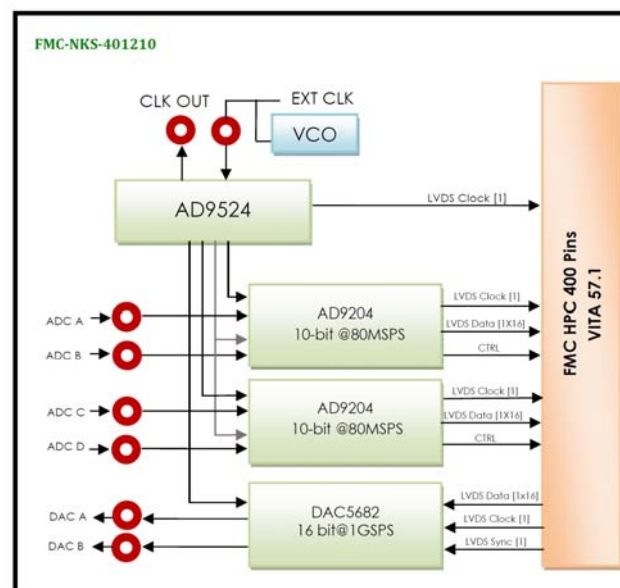 FMC-NKS-401210
CLK OUT
EXT CLK
VCO
AD9524
LVDS Clock [1]
ADC A
ADC B
AD9204
10-bit @80MSPS
LVDS Clock [1]
LVDS Data [1X16]
CTRL
ADC C
ADC D
AD9204
10-bit @80MSPS
LVDS Clock [1]
LVDS Data [1X16]
CTRL
DAC A
DAC B
DAC5682
16 bit@1GSPS
LVDS Data [1x16]
LVDS Clock [1]
LVDS Sync [1]
FMC HPC 400 Pins
VITA 57.1